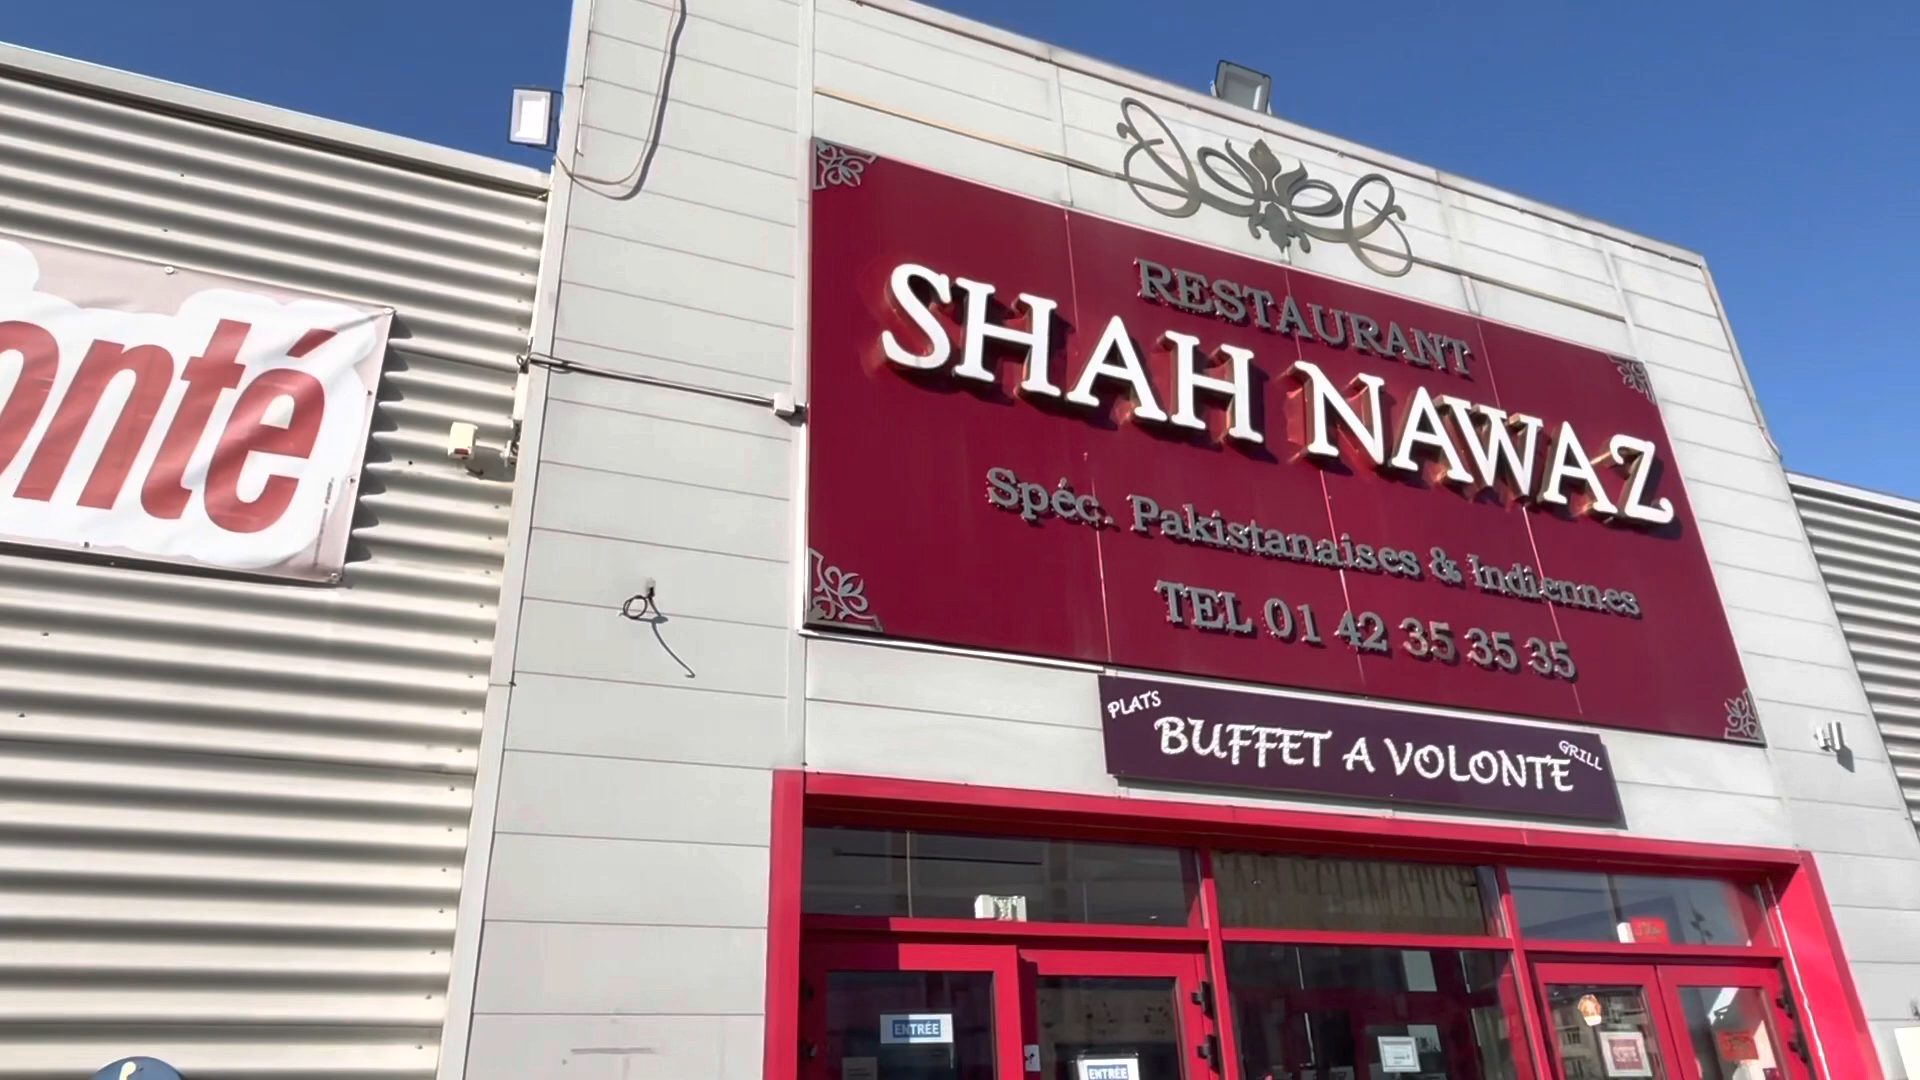 onté
RESTAURANT
SHAH NAWAZ
Spéc. Pakistanaises & Indiennes
TEL 01 42 35 35 35
PLATS
BUFFET A VOLONTE
GRILL
ENTRÉE
ENTRÉE